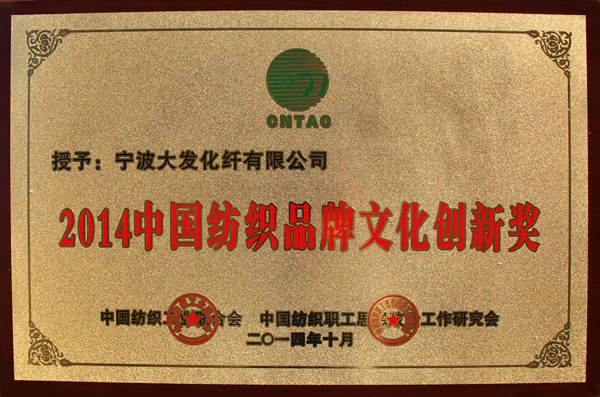 CNTAC
授予：宁波大发化纤有限公司
2014中国纺织品牌文化创新奖
中国纺织工 合会 中国纺织职工思 工作研究会
二〇一四年十月